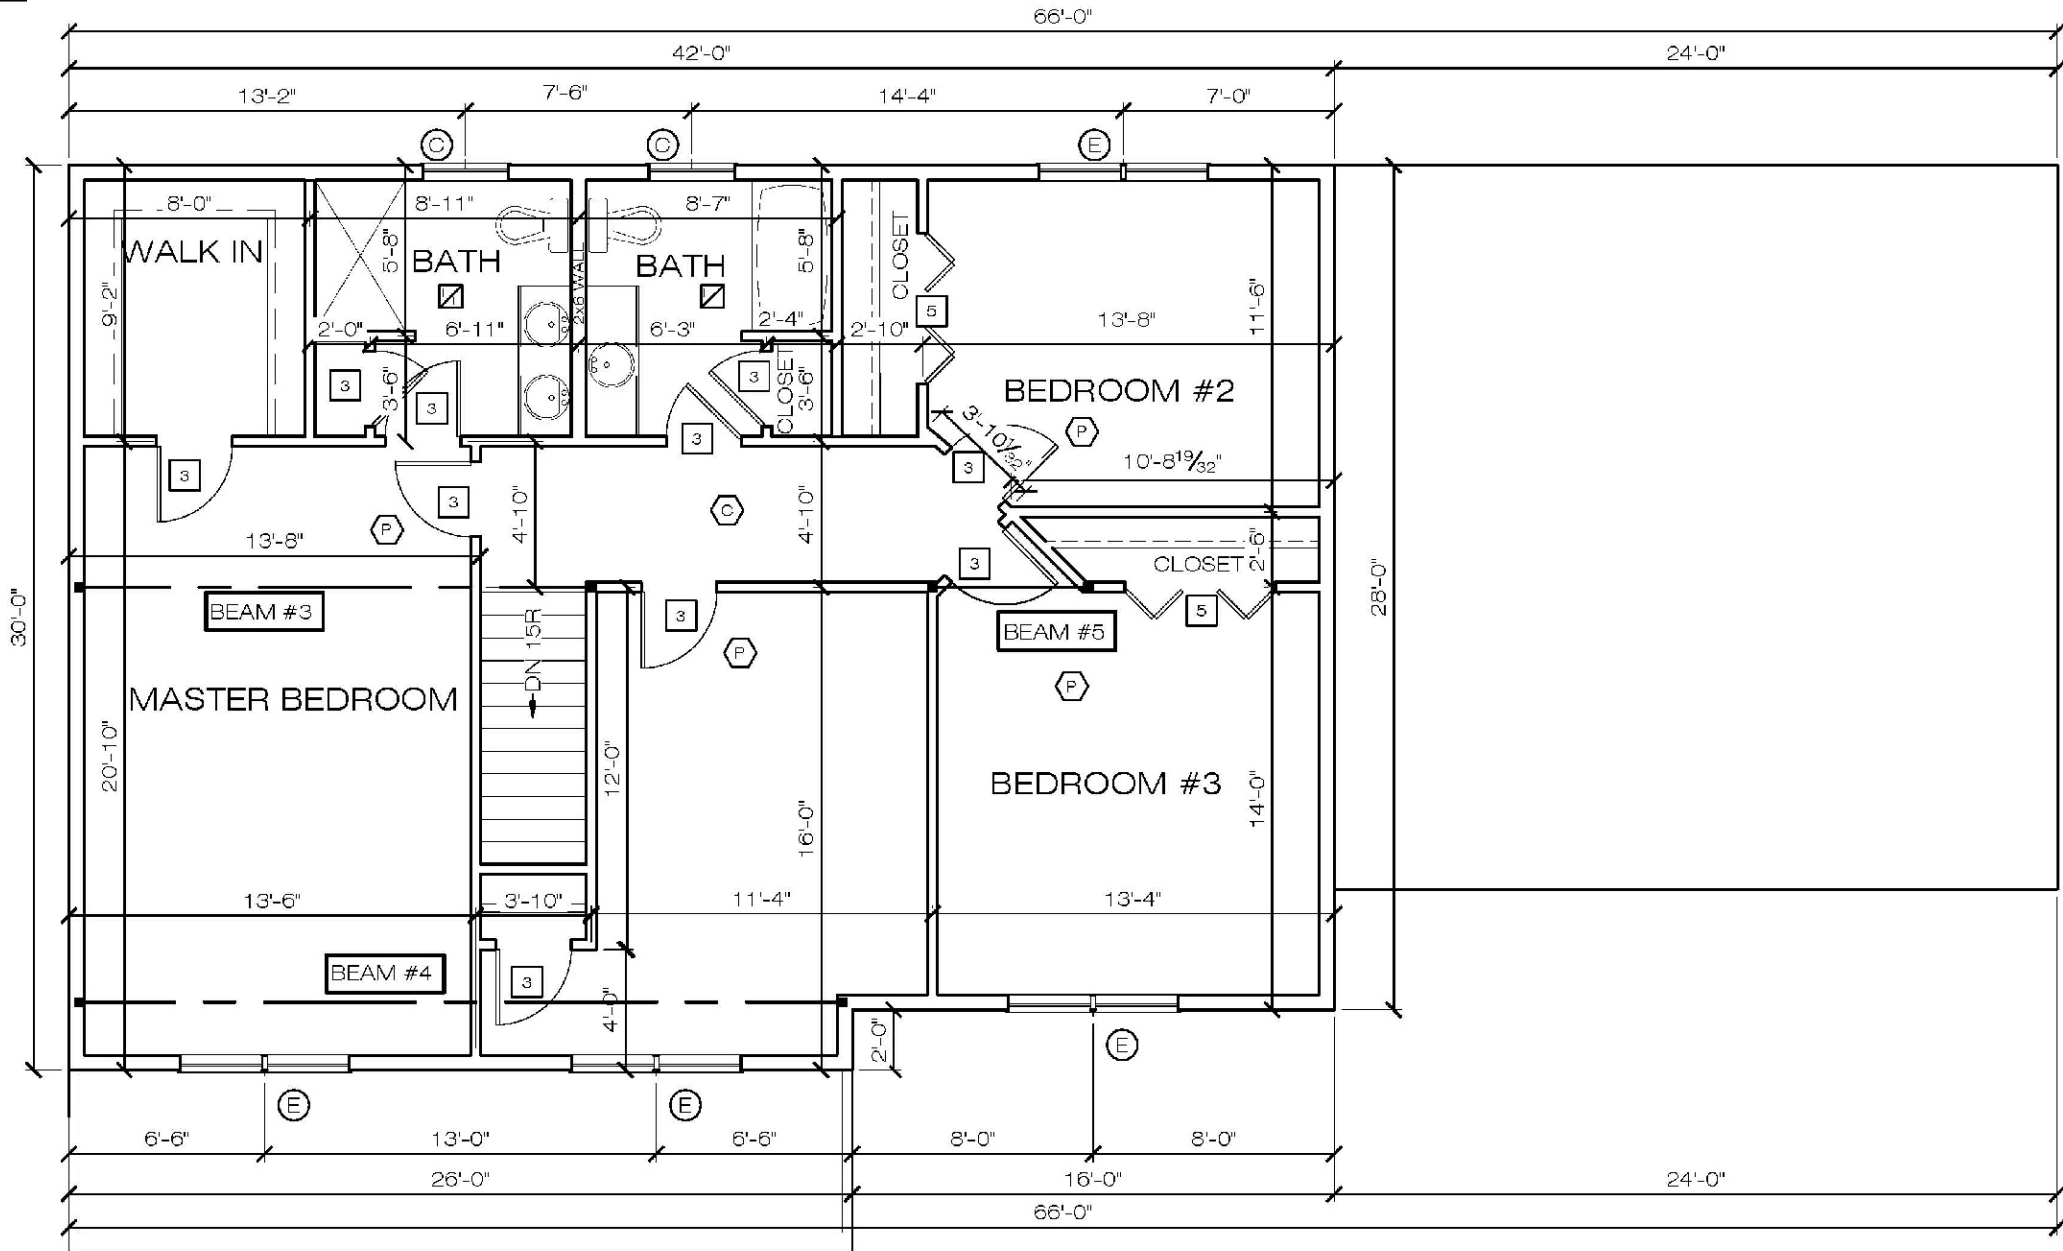 66'-0"
42'-0" 24'-0"
13'-2" 7'-6" 14'-4" 7'-0"
C C E
8'-0" 8'-11" 8'-7"
WALK IN BATH BATH CLOSET
5'-8" 2x6 WALL 5'-8"
9'-2" 5 11'-6"
2'-0" 6'-11" 6'-3" 2'-4" 2'-10" 13'-8"
3 3'-6" 3 3 CLOSET 3'-6" BEDROOM #2
3 3'-10 1/32" P
3 3 10'-8 19/32"
3 4'-10" C 4'-10"
P 13'-8" 3 CLOSET 2'-6"
30'-0" 28'-0"
BEAM #3 3 5
DN 15R P BEAM #5
MASTER BEDROOM P
20'-10" 12'-0" 16'-0" BEDROOM #3 14'-0"
13'-6" 3'-10" 11'-4" 13'-4"
BEAM #4 3 4'-0"
2'-0" E
E E
6'-6" 13'-0" 6'-6" 8'-0" 8'-0"
26'-0" 16'-0" 24'-0"
66'-0"